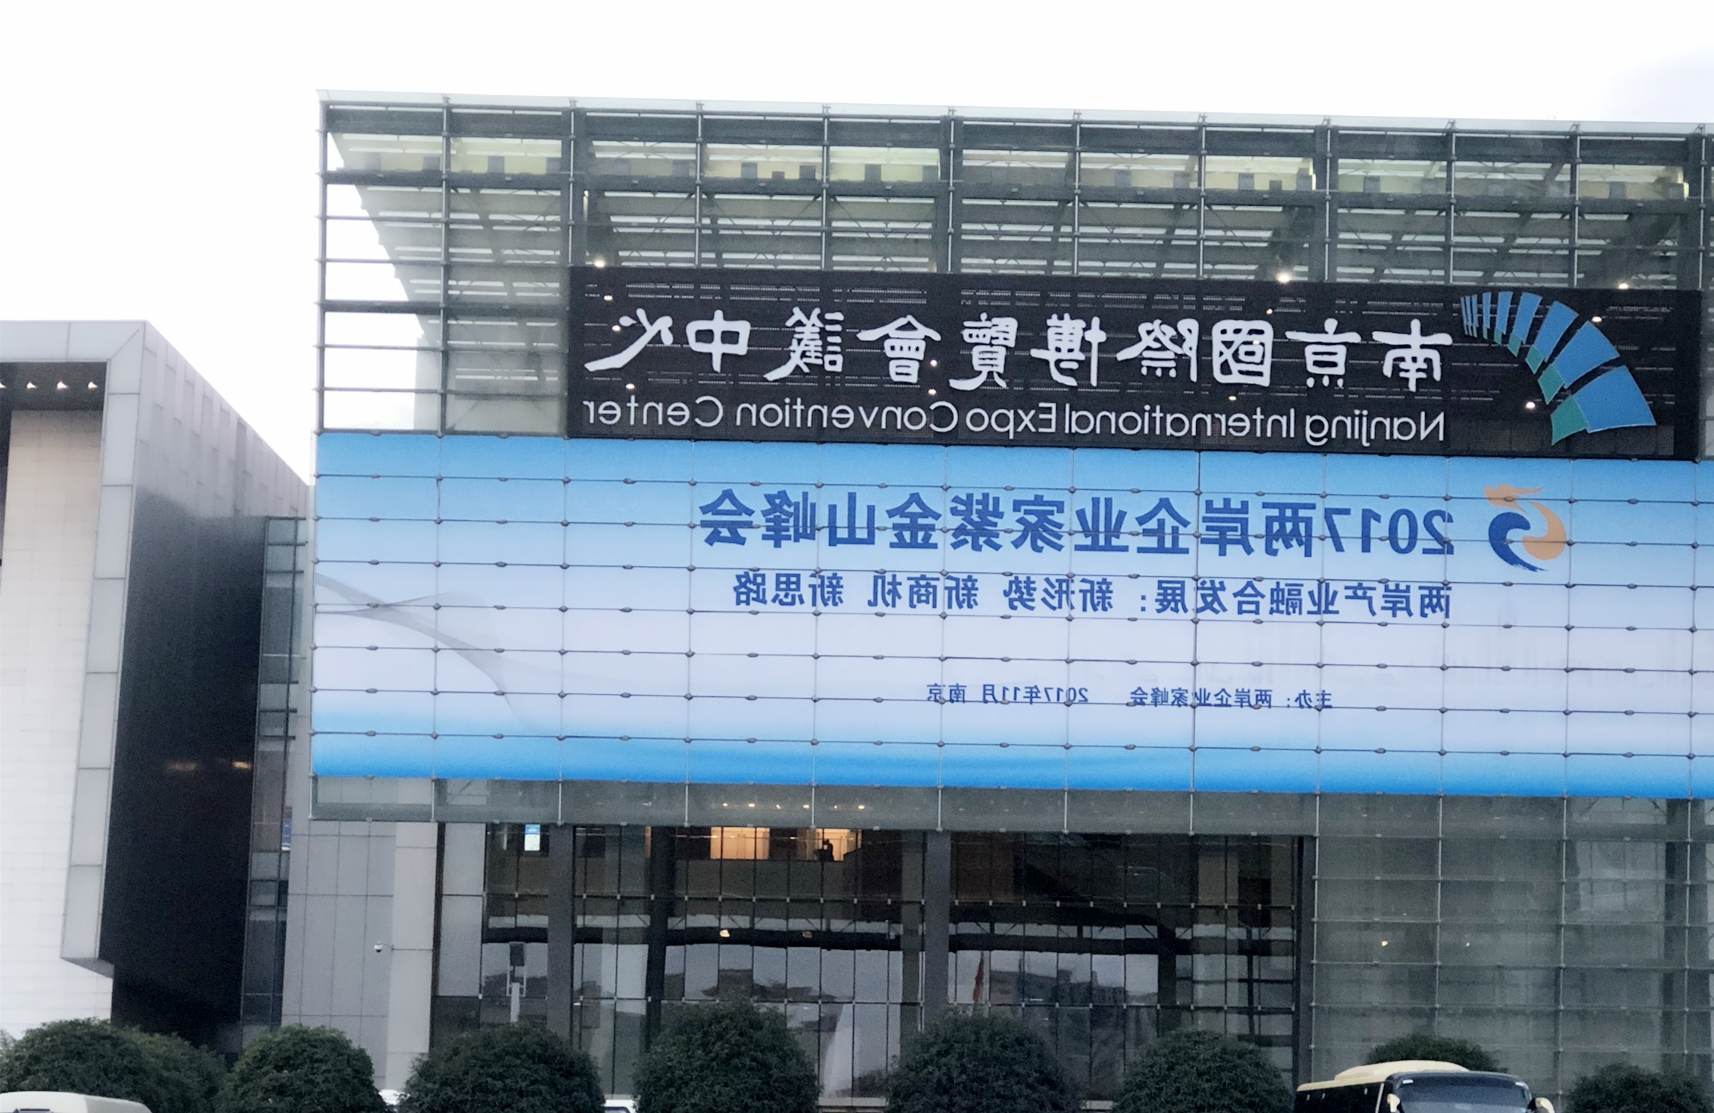 南京國際博覽會議中心
Nanjing International Expo Convention Center
2017两岸企业家紫金山峰会
两岸产业融合发展：新形势 新商机 新思路
主办：两岸企业家峰会 2017年11月 南京